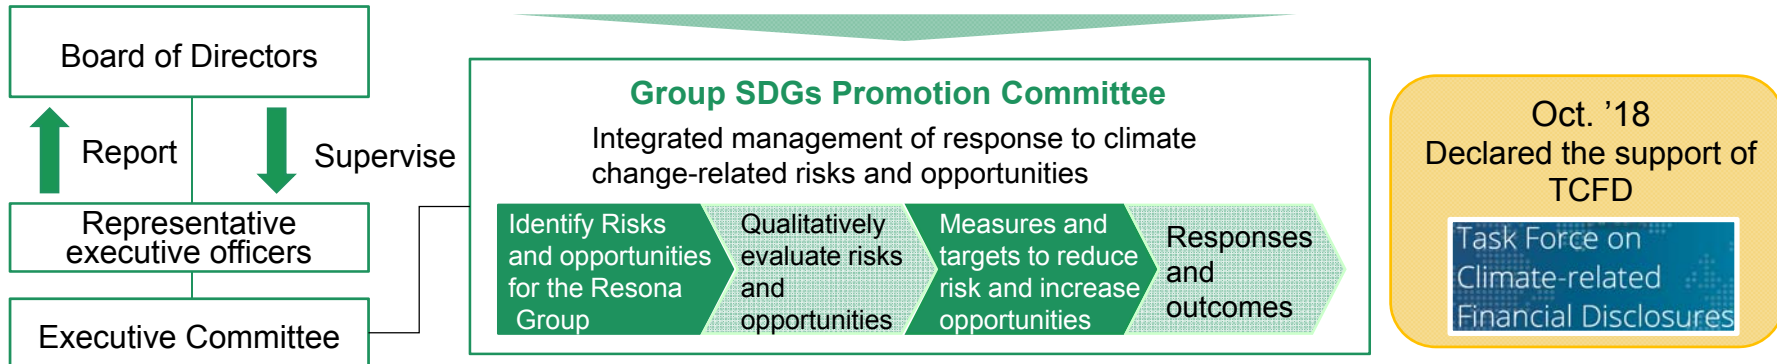 Board of Directors
Report
Supervise
Representative
executive officers
Executive Committee
Group SDGs Promotion Committee
Integrated management of response to climate
change-related risks and opportunities
Identify Risks
and opportunities
for the Resona
Group
Qualitatively
evaluate risks
and
opportunities
Measures and
targets to reduce
risk and increase
opportunities
Responses
and
outcomes
Oct. ’18
Declared the support of
TCFD
Task Force on
Climate-related
Financial Disclosures